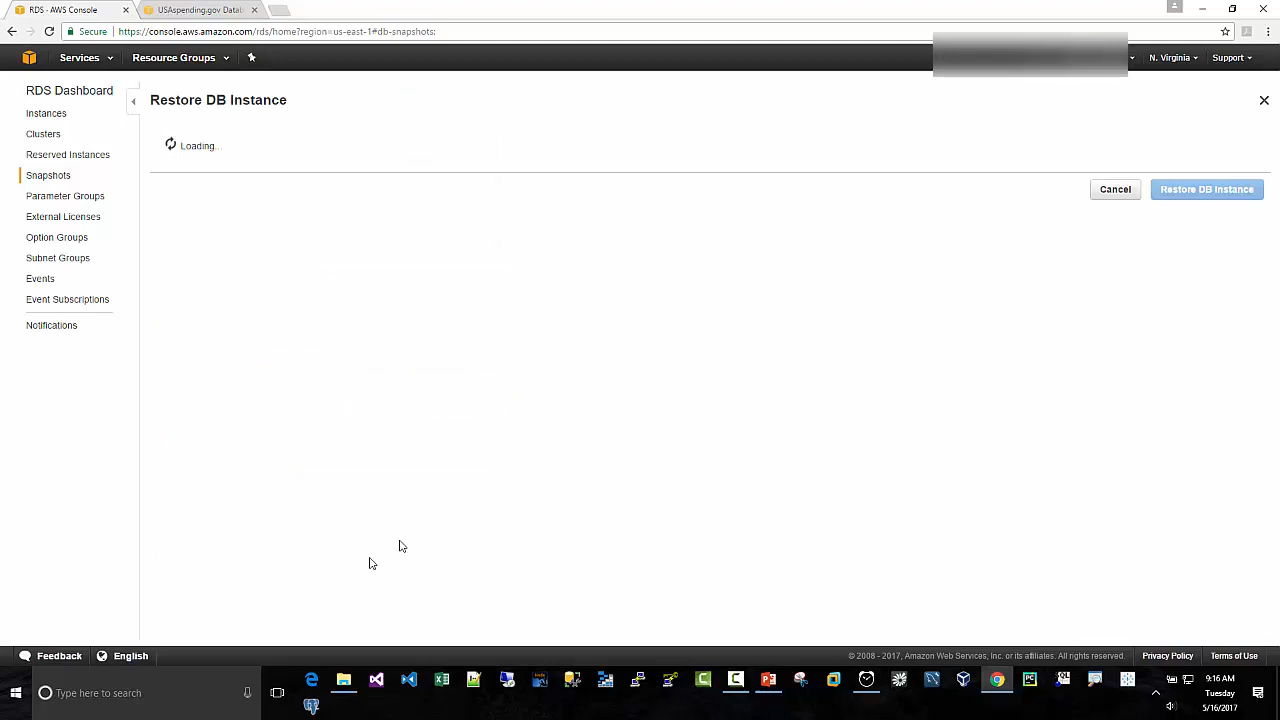 RDS - AWS Console
USAspending.gov Datab
Secure
https://console.aws.amazon.com/rds/home?region=us-east-1#db-snapshots:
Services
Resource Groups
N. Virginia
Support
RDS Dashboard
Instances
Clusters
Reserved Instances
Snapshots
Parameter Groups
External Licenses
Option Groups
Subnet Groups
Events
Event Subscriptions
Notifications
Restore DB Instance
Loading...
Cancel
Restore DB Instance
Feedback
English
© 2008 - 2017, Amazon Web Services, Inc. or its affiliates. All rights reserved.
Privacy Policy
Terms of Use
Type here to search
9:16 AM
Tuesday
5/16/2017